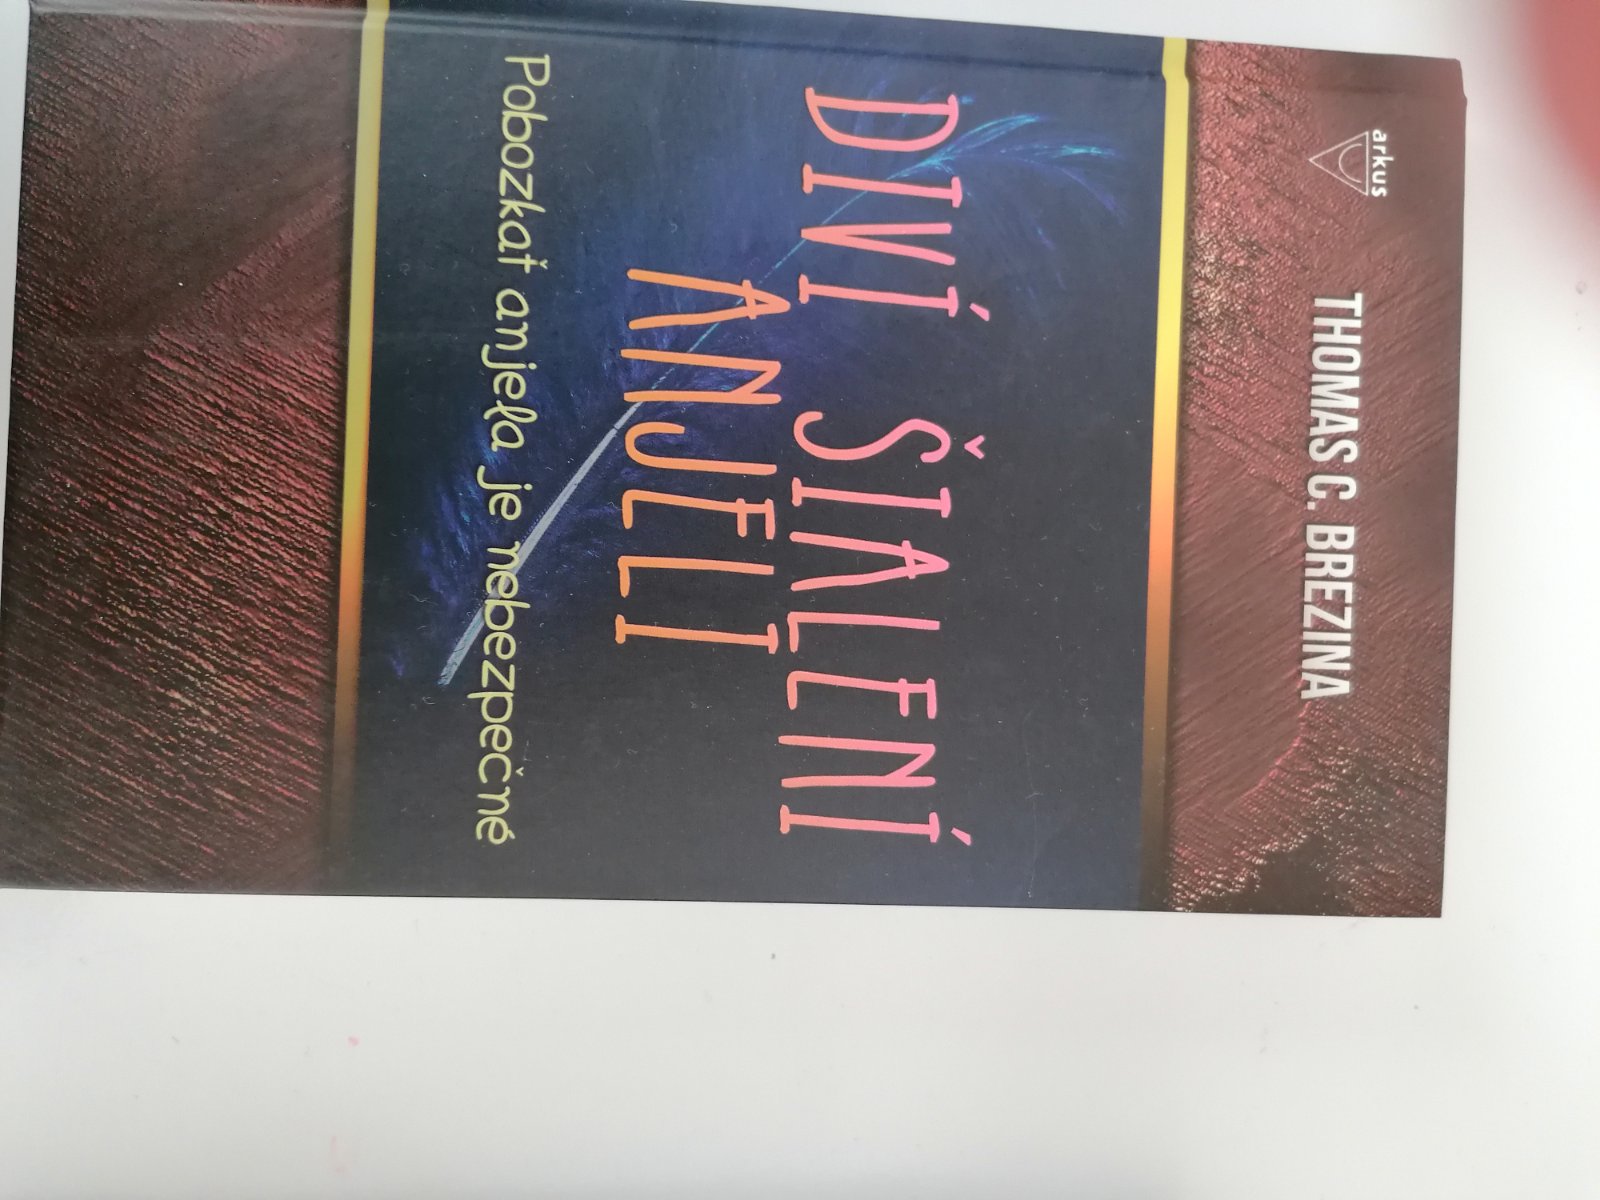 arkus
THOMAS C. BREZINA
DIVÍ ŠIALENÍ
ANJELI
Pobozkať anjela je nebezpečné